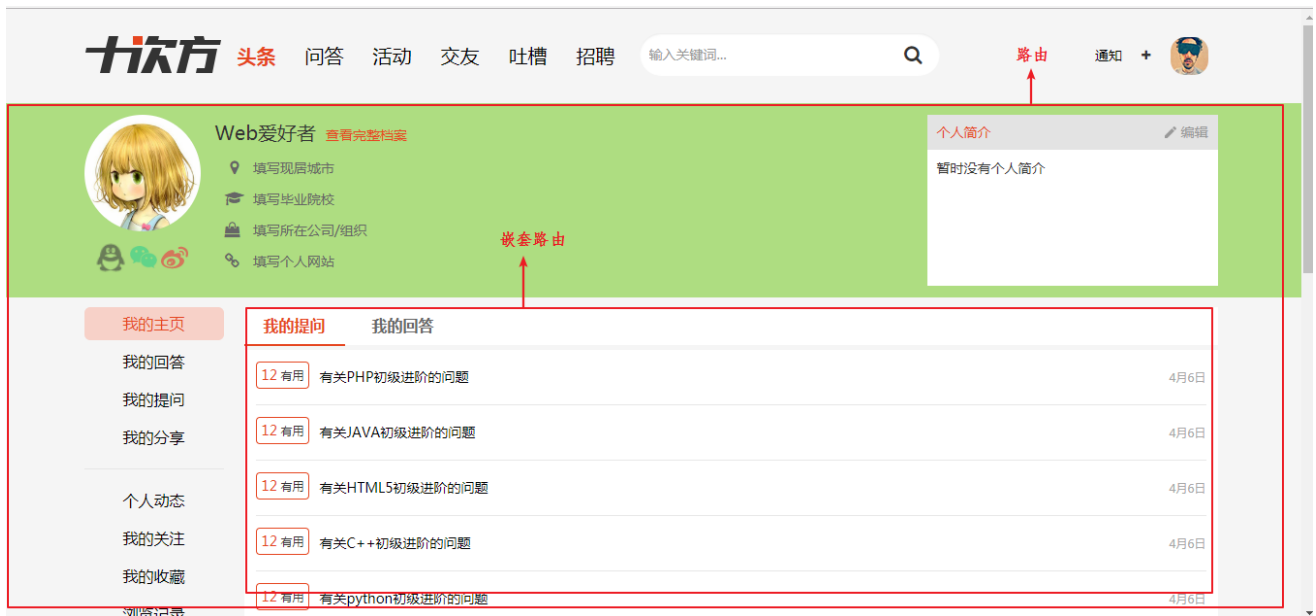 十次方 头条 问答 活动 交友 吐槽 招聘 输入关键词... 路由 通知 +
Web爱好者 查看完整档案
填写现居城市
填写毕业院校
填写所在公司/组织
填写个人网站
个人简介 编辑
暂时没有个人简介
嵌套路由
我的主页
我的回答
我的提问
我的分享
个人动态
我的关注
我的收藏
浏览记录
我的提问 我的回答
12 有用 有关PHP初级进阶的问题 4月6日
12 有用 有关JAVA初级进阶的问题 4月6日
12 有用 有关HTML5初级进阶的问题 4月6日
12 有用 有关C++初级进阶的问题 4月6日
12 有用 有关python初级进阶的问题 4月6日